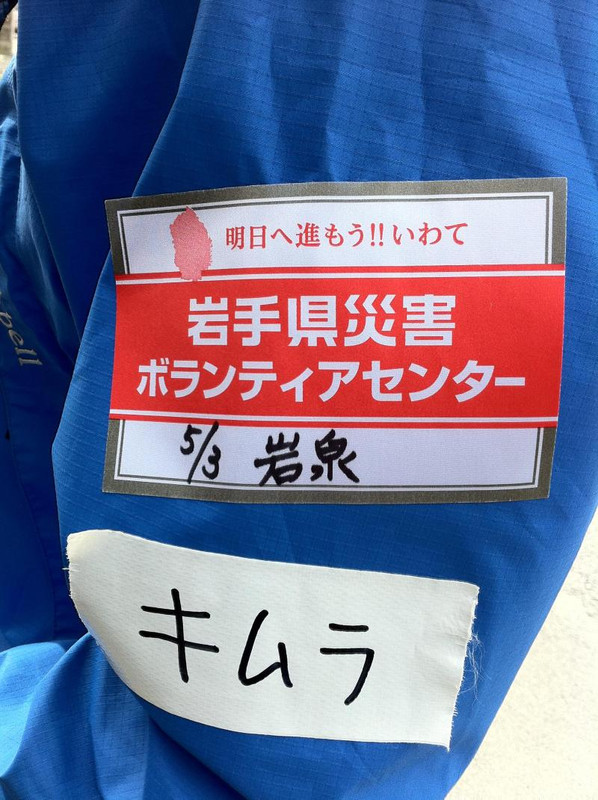 明日へ進もう!!いわて
岩手県災害
ボランティアセンター
5/3 岩泉
キムラ
bell